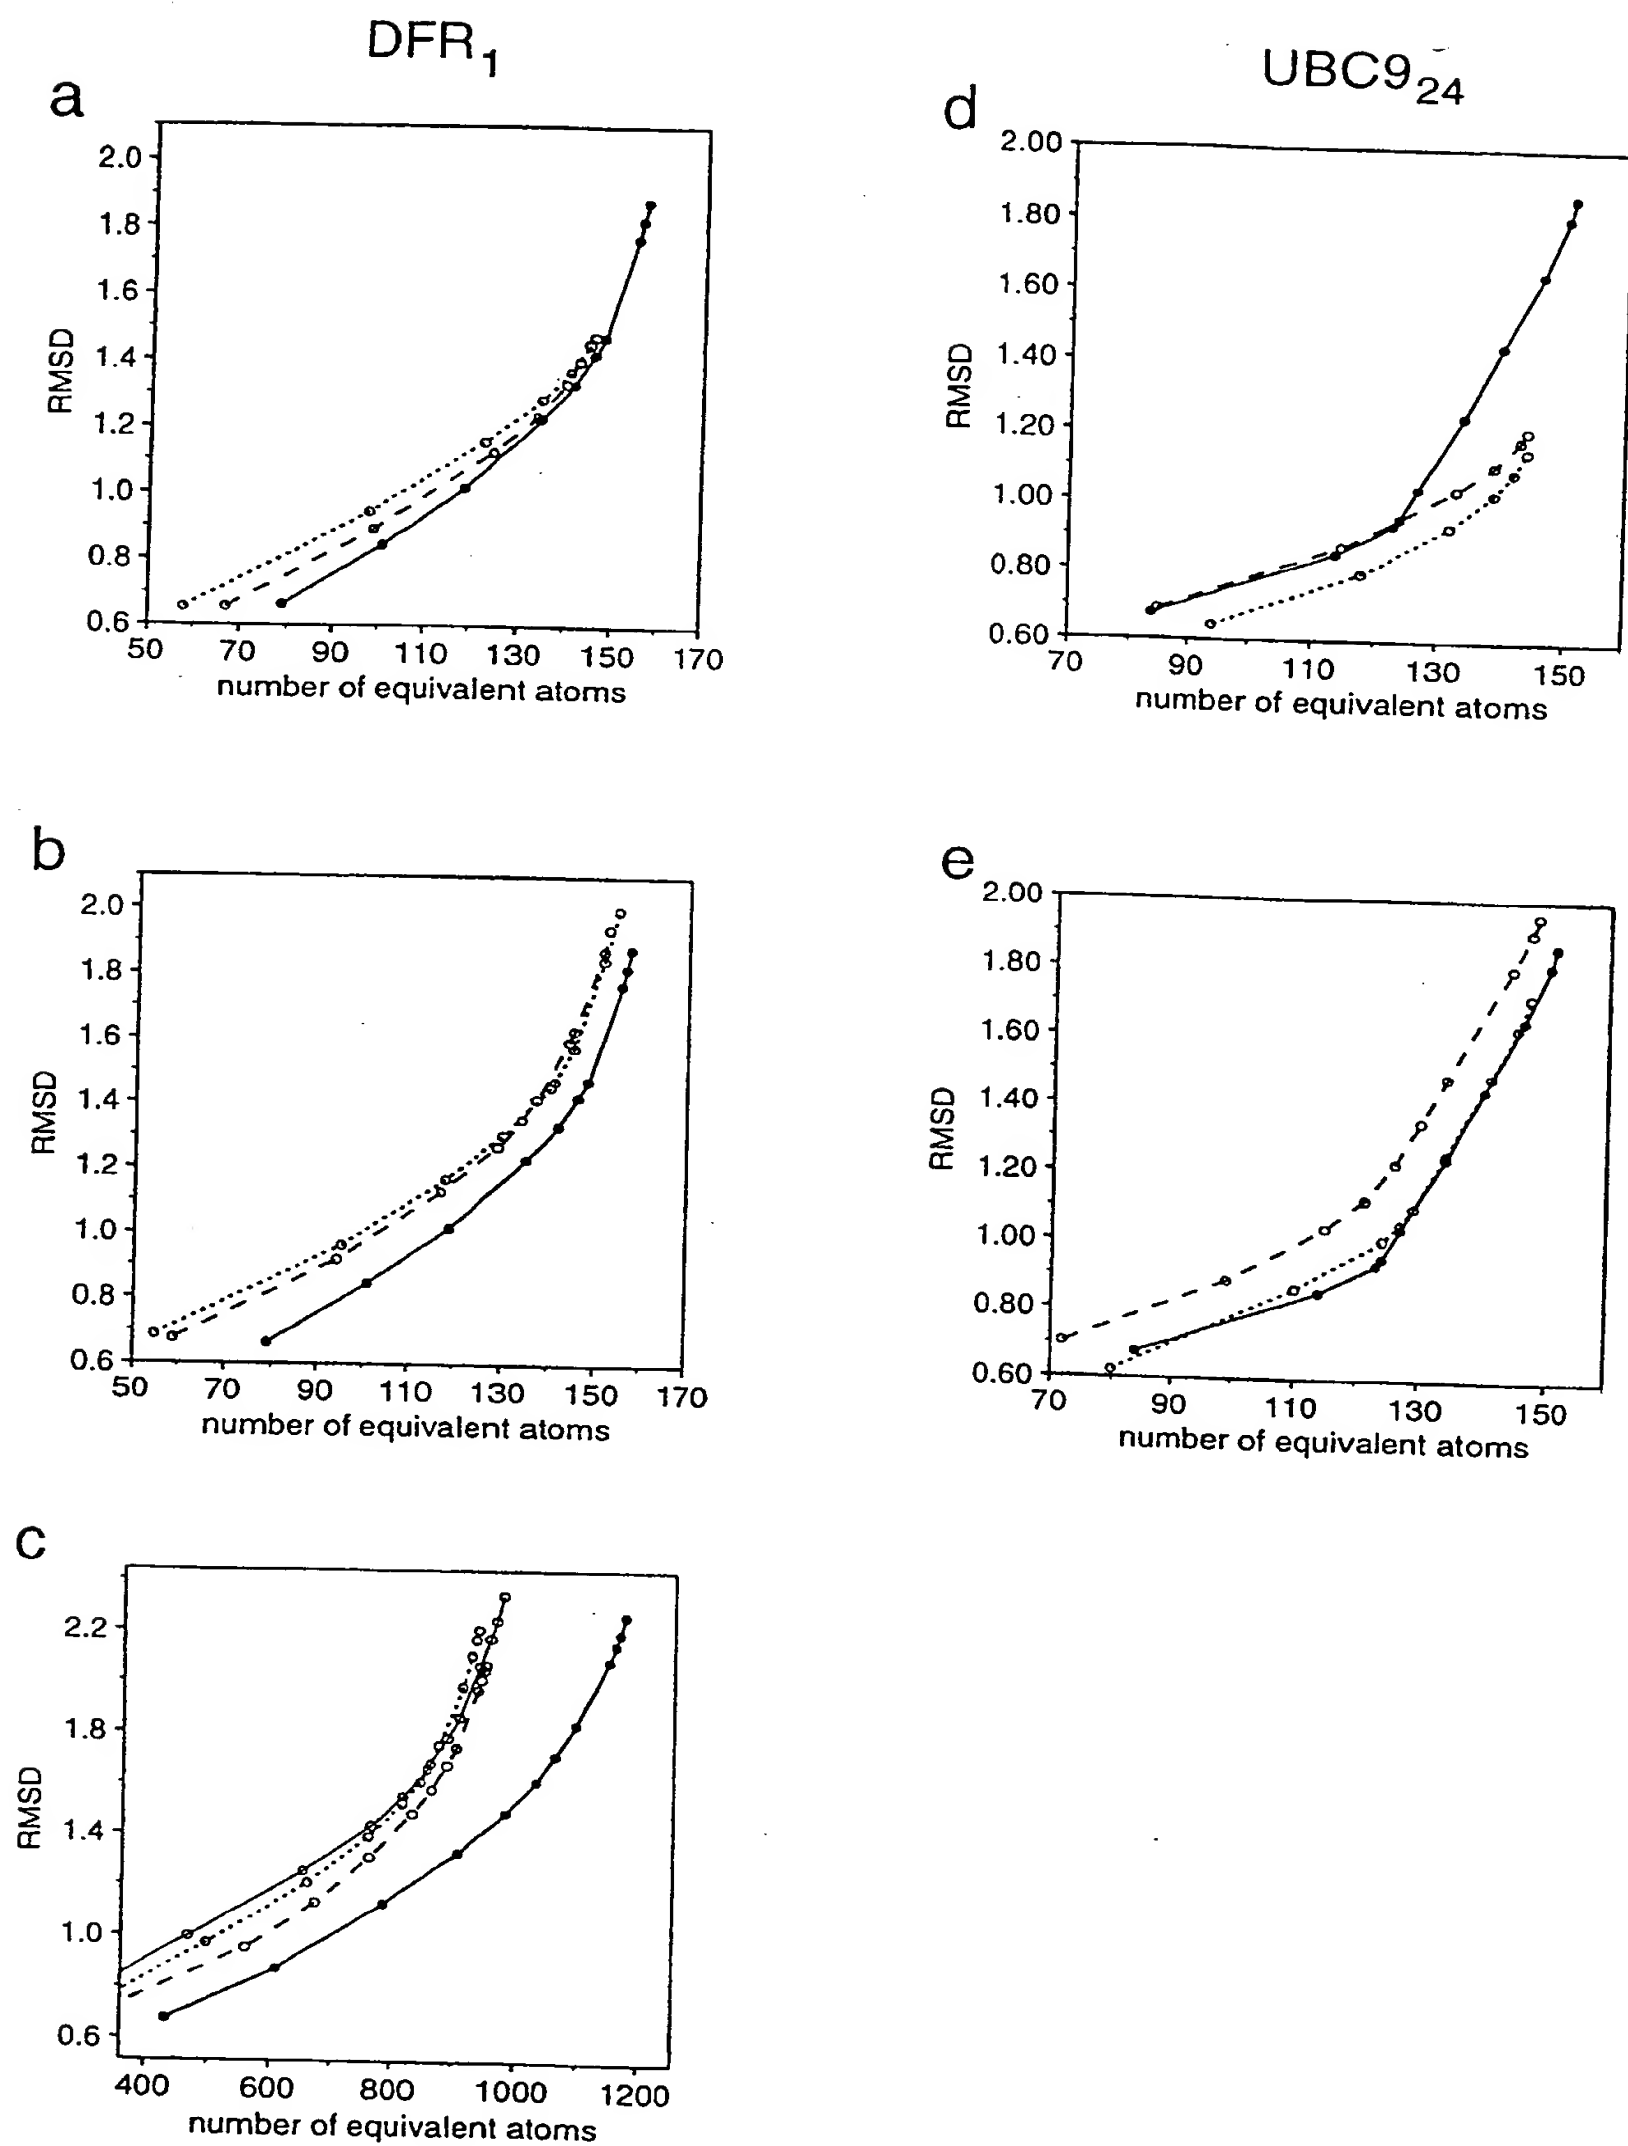 DFR1
UBC924
a
2.0
1.8
1.6
1.4
1.2
1.0
0.8
0.6
RMSD
50 70 90 110 130 150 170
number of equivalent atoms
d
2.00
1.80
1.60
1.40
1.20
1.00
0.80
0.60
RMSD
70 90 110 130 150
number of equivalent atoms
b
2.0
1.8
1.6
1.4
1.2
1.0
0.8
0.6
RMSD
50 70 90 110 130 150 170
number of equivalent atoms
e
2.00
1.80
1.60
1.40
1.20
1.00
0.80
0.60
RMSD
70 90 110 130 150
number of equivalent atoms
c
2.2
1.8
1.4
1.0
0.6
RMSD
400 600 800 1000 1200
number of equivalent atoms